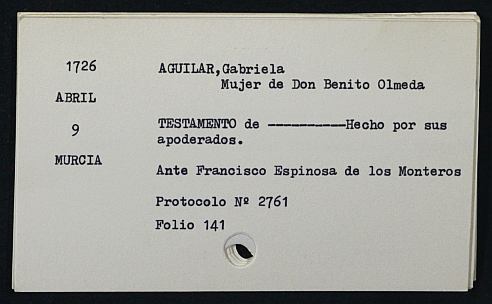 1726
ABRIL
9
MURCIA
AGUILAR,Gabriela
Mujer de Don Benito Olmeda
TESTAMENTO de ----------Hecho por sus
apoderados.
Ante Francisco Espinosa de los Monteros
Protocolo Nº 2761
Folio 141